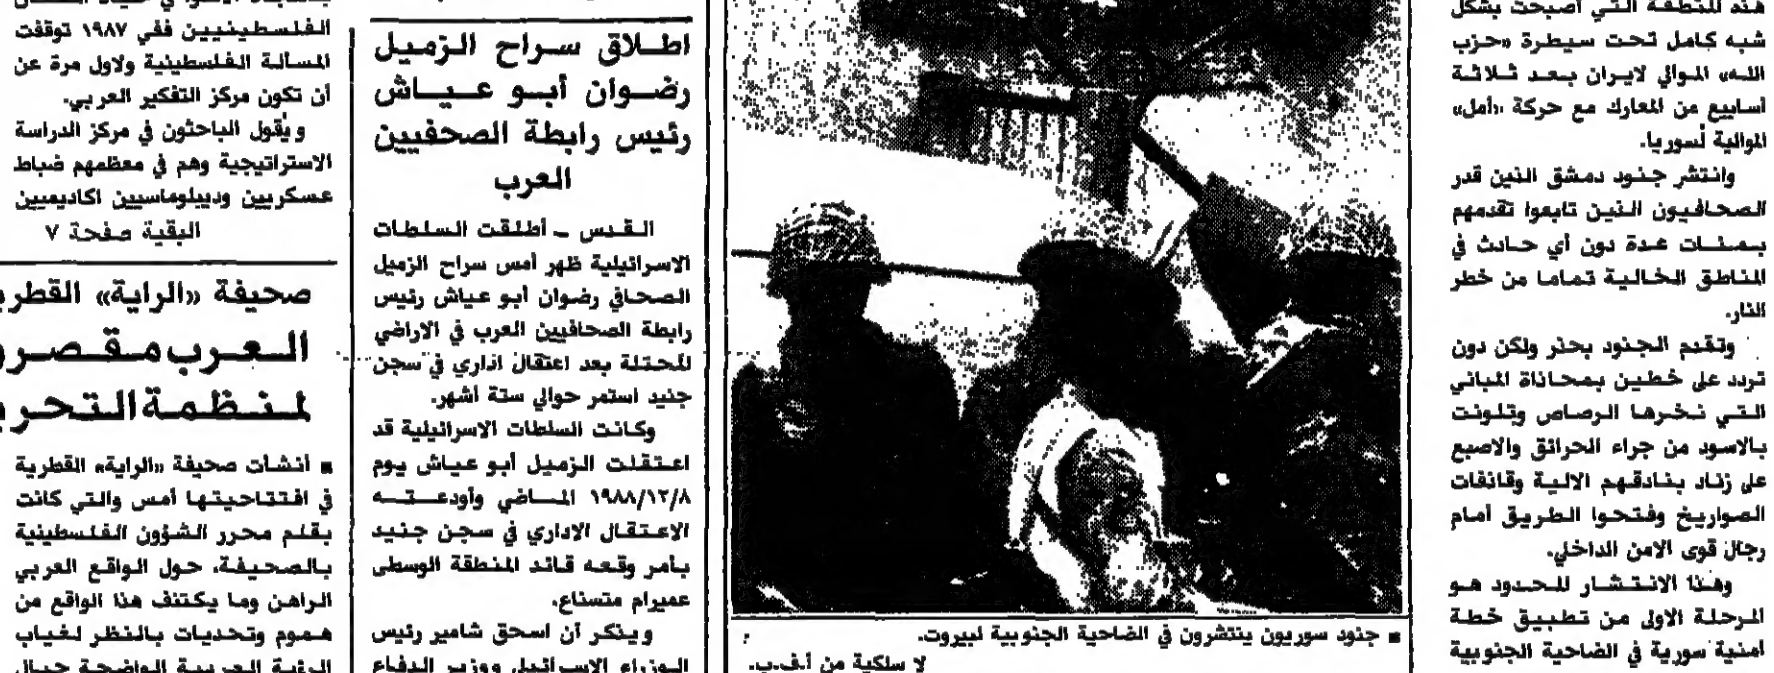 هذه المنطقة التي أصبحت بشكل
شبه كامل تحت سيطرة «حزب
الله» الموالي لايران بعد ثلاثة
أسابيع من المعارك مع حركة «أمل»
الموالية لسوريا.
وانتشر جنود دمشق الذين قدر
الصحافيون الذين تابعوا تقدمهم
بمئات عدة دون أي حادث في
المناطق الخالية تماما من خطر
النار.
وتقدم الجنود بحذر ولكن دون
تردد على خطين بمحاذاة المباني
التي نخرها الرصاص وتلونت
بالاسود من جراء الحرائق والاصبع
على زناد بنادقهم الالية وقاذفات
الصواريخ وفتحوا الطريق أمام
رجال قوى الامن الداخلي.
وهذا الانتشار للحدود هو
المرحلة الاولى من تطبيق خطة
أمنية سورية في الضاحية الجنوبية
■ جنود سوريون ينتشرون في الضاحية الجنوبية لبيروت.
لا سلكية من أ.ف.ب.
اطلاق سراح الزميل
رضوان أبو عياش
رئيس رابطة الصحفيين
العرب
القدس ـ أطلقت السلطات
الاسرائيلية ظهر أمس سراح الزميل
الصحافي رضوان أبو عياش رئيس
رابطة الصحافيين العرب في الاراضي
المحتلة بعد اعتقال اداري في سجن
جنيد استمر حوالي ستة أشهر.
وكانت السلطات الاسرائيلية قد
اعتقلت الزميل أبو عياش يوم
١٩٨٨/١٢/٨ الماضي وأودعته
الاعتقال الاداري في سجن جنيد
بأمر وقعه قائد المنطقة الوسطى
عميرام متسناع.
ويذكر أن اسحق شامير رئيس
الوزراء الاسرائيلي ووزير الدفاع
الفلسطينيين ففي ١٩٨٧ توقفت
المسألة الفلسطينية ولاول مرة عن
أن تكون مركز التفكير العربي.
ويقول الباحثون في مركز الدراسة
الاستراتيجية وهم في معظمهم ضباط
عسكريين وديبلوماسيين اكاديميين
البقية صفحة ٧
صحيفة «الراية» القطرية
العرب مقصرو
لمنظمة التحر
■ انشات صحيفة «الراية» القطرية
في افتتاحيتها أمس والتي كانت
بقلم محرر الشؤون الفلسطينية
بالصحيفة، حول الواقع العربي
الراهن وما يكتنف هذا الواقع من
هموم وتحديات بالنظر لغياب
الرؤية العربية الواضحة حيال